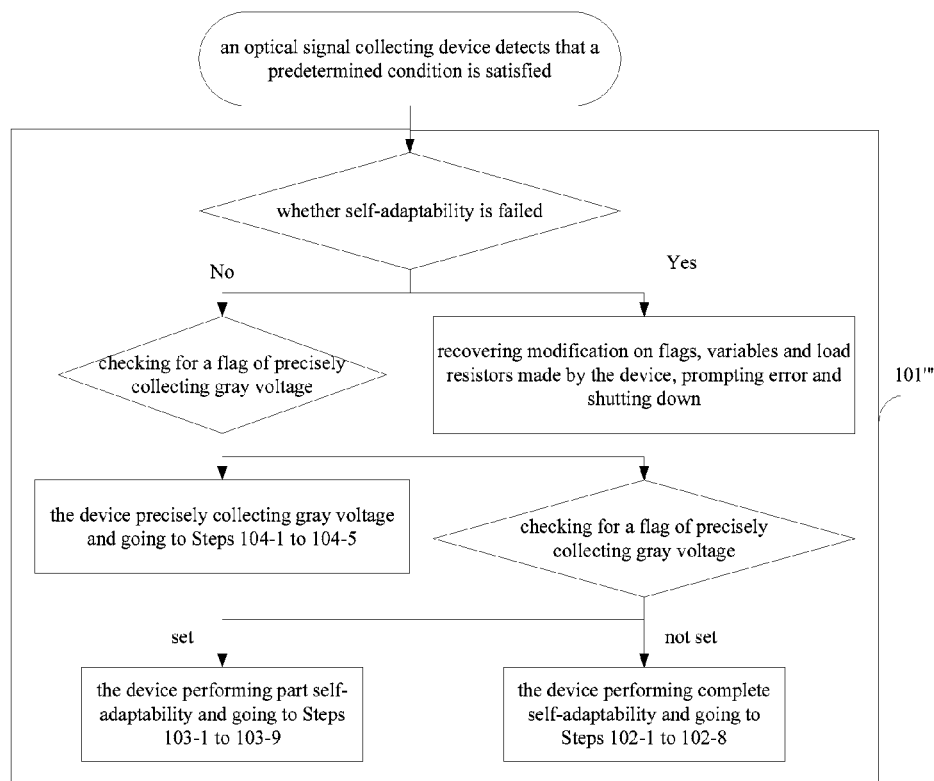 an optical signal collecting device detects that a
predetermined condition is satisfied
whether self-adaptability is failed
No
Yes
checking for a flag of precisely
collecting gray voltage
recovering modification on flags, variables and load
resistors made by the device, prompting error and
shutting down
101'"
the device precisely collecting gray voltage
and going to Steps 104-1 to 104-5
checking for a flag of precisely
collecting gray voltage
set
not set
the device performing part self-
adaptability and going to Steps
103-1 to 103-9
the device performing complete
self-adaptability and going to
Steps 102-1 to 102-8